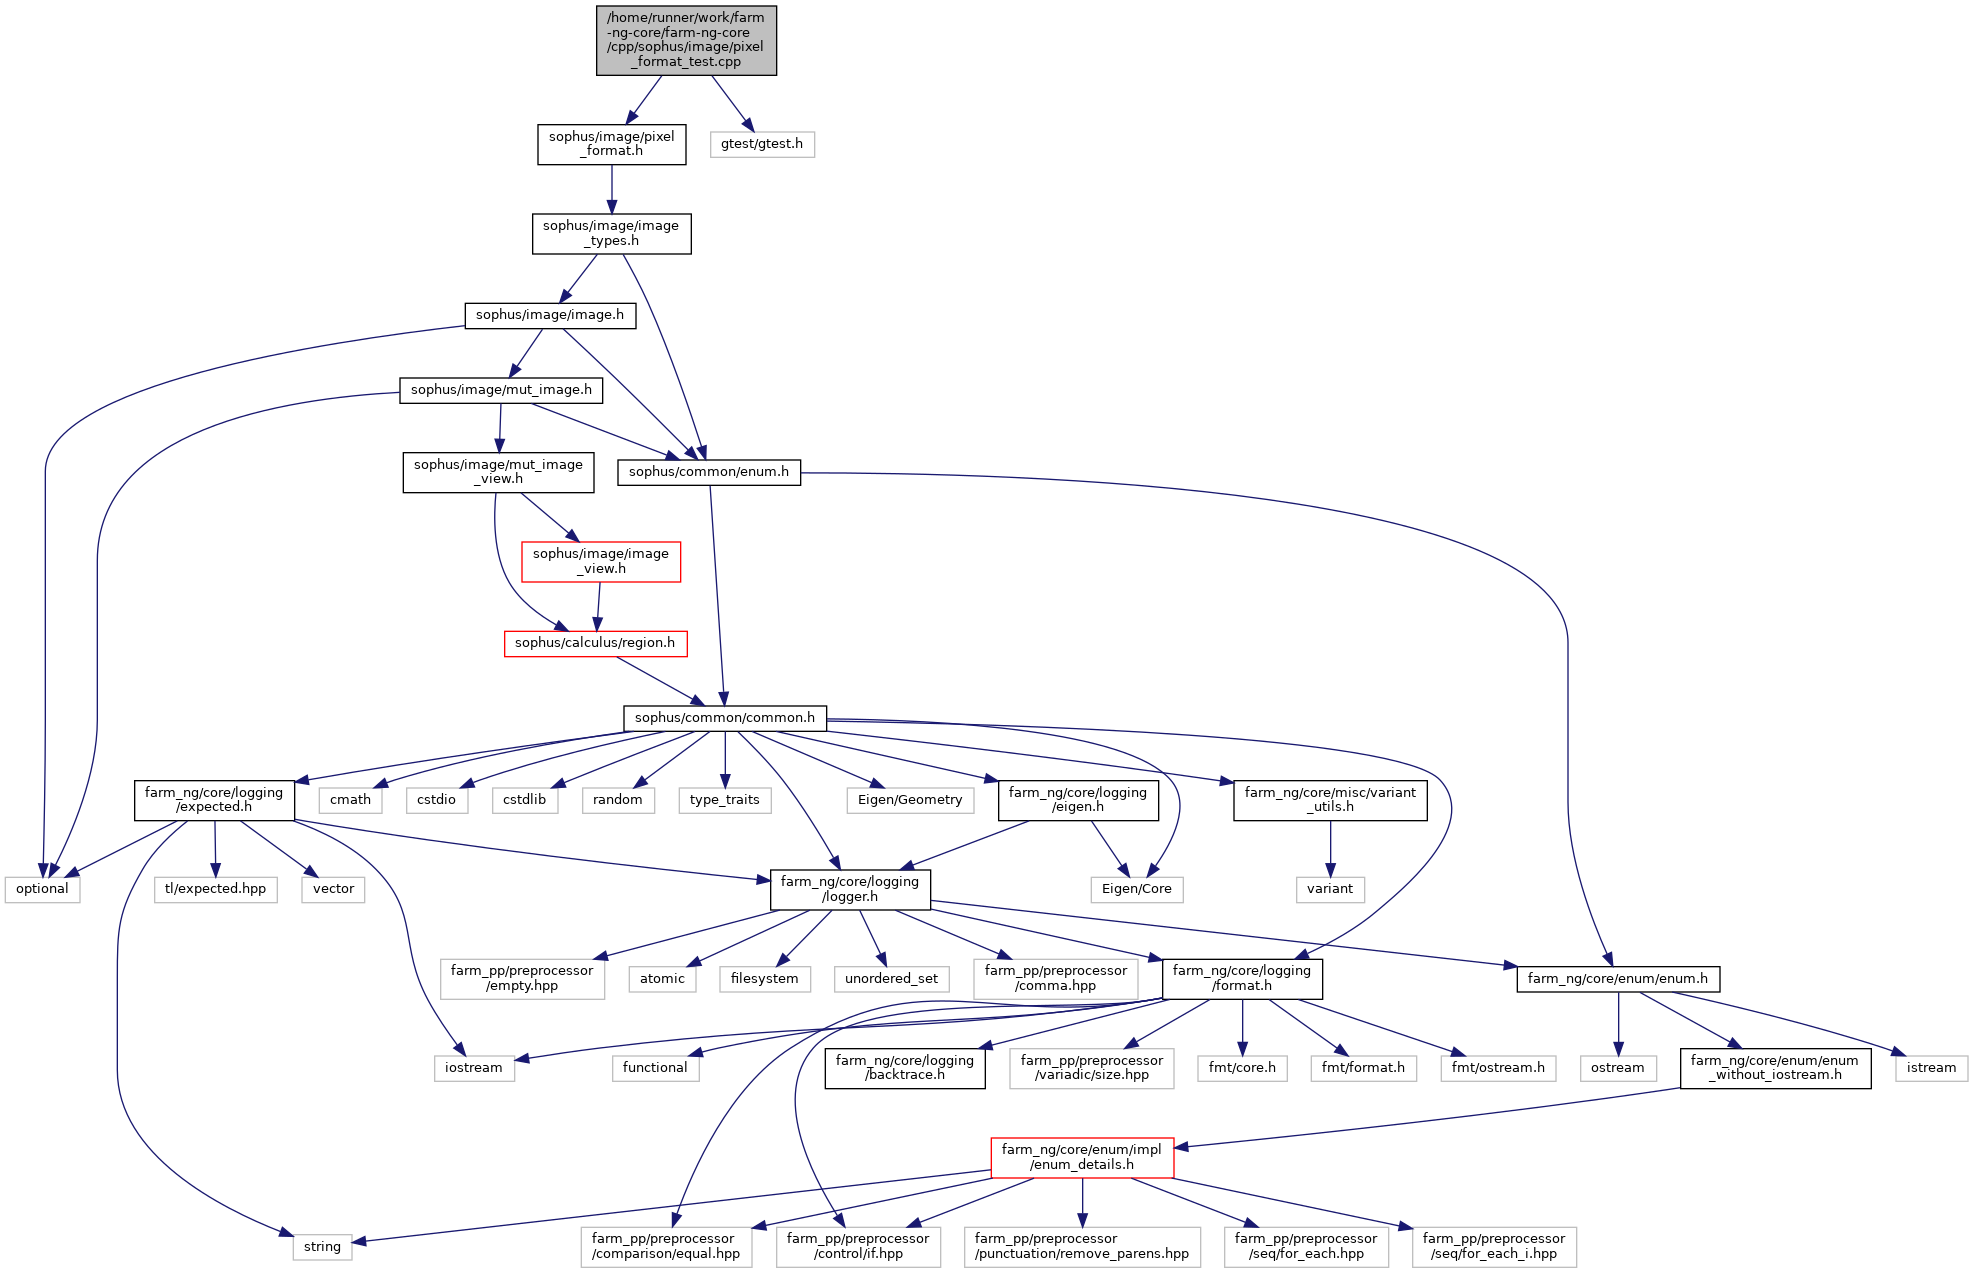 /home/runner/work/farm
-ng-core/farm-ng-core
/cpp/sophus/image/pixel
_format_test.cpp
sophus/image/pixel
_format.h
gtest/gtest.h
sophus/image/image
_types.h
sophus/image/image.h
sophus/image/mut_image.h
sophus/image/mut_image
_view.h
sophus/common/enum.h
sophus/image/image
_view.h
sophus/calculus/region.h
sophus/common/common.h
farm_ng/core/logging
/expected.h
cmath
cstdio
cstdlib
random
type_traits
Eigen/Geometry
farm_ng/core/logging
/eigen.h
farm_ng/core/misc/variant
_utils.h
optional
tl/expected.hpp
vector
farm_ng/core/logging
/logger.h
Eigen/Core
variant
farm_pp/preprocessor
/empty.hpp
atomic
filesystem
unordered_set
farm_pp/preprocessor
/comma.hpp
farm_ng/core/logging
/format.h
farm_ng/core/enum/enum.h
iostream
functional
farm_ng/core/logging
/backtrace.h
farm_pp/preprocessor
/variadic/size.hpp
fmt/core.h
fmt/format.h
fmt/ostream.h
ostream
farm_ng/core/enum/enum
_without_iostream.h
istream
farm_ng/core/enum/impl
/enum_details.h
string
farm_pp/preprocessor
/comparison/equal.hpp
farm_pp/preprocessor
/control/if.hpp
farm_pp/preprocessor
/punctuation/remove_parens.hpp
farm_pp/preprocessor
/seq/for_each.hpp
farm_pp/preprocessor
/seq/for_each_i.hpp